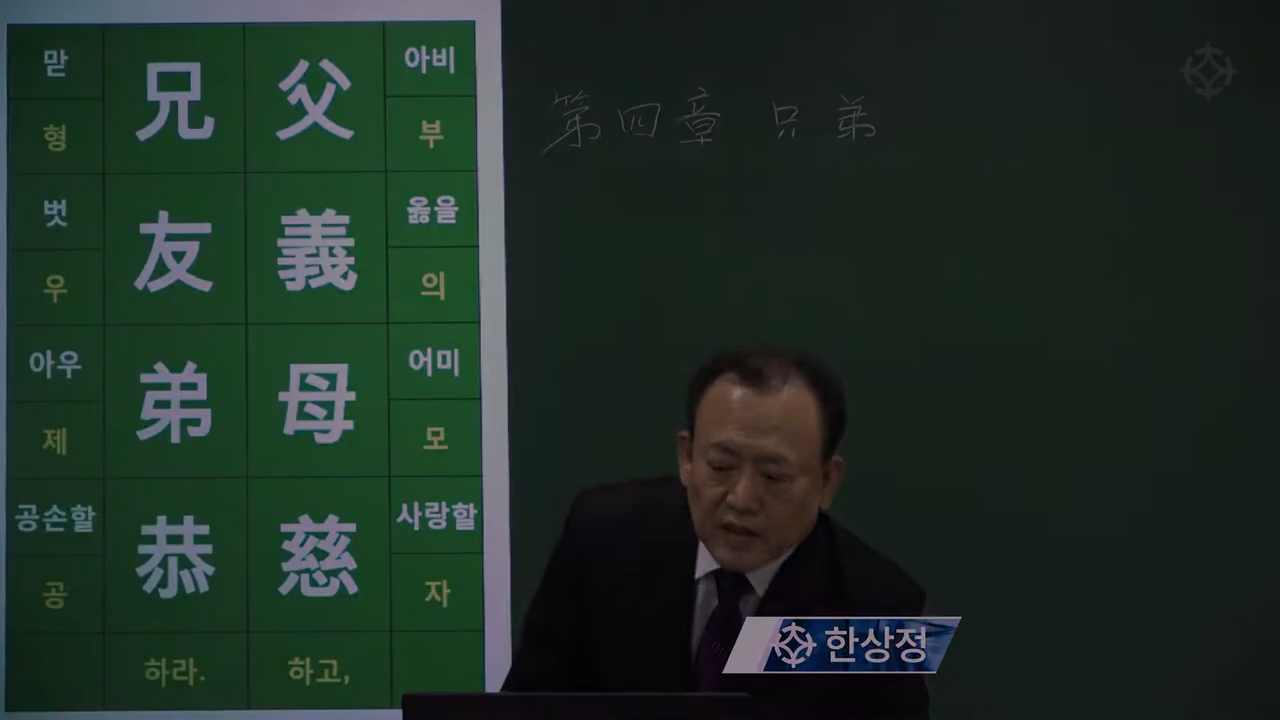 아비 부 父
옳을 의 義
어미 모 母
사랑할 자 慈
하고,
맏 형 兄
벗 우 友
아우 제 弟
공손할 공 恭
하라.
第四章 兄弟
한상정